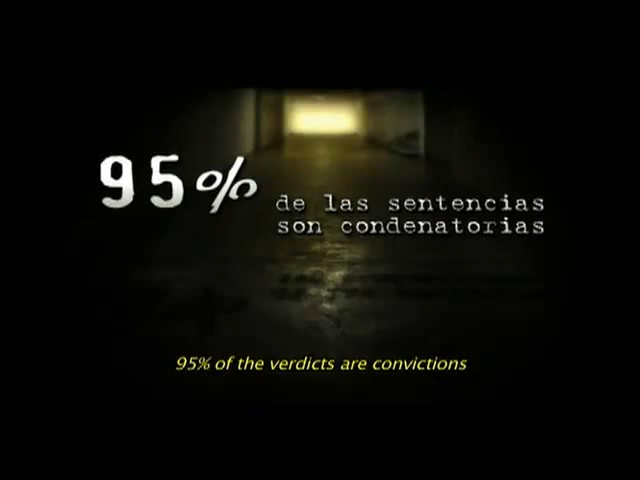 95% de las sentencias
son condenatorias
95% of the verdicts are convictions